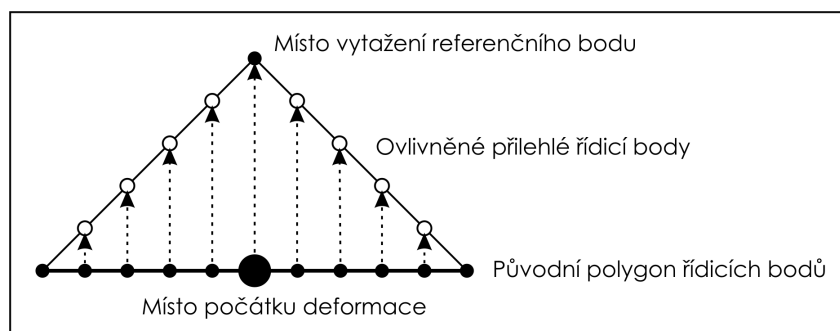 Místo vytažení referenčního bodu
Ovlivněné přilehlé řídicí body
Původní polygon řídicích bodů
Místo počátku deformace